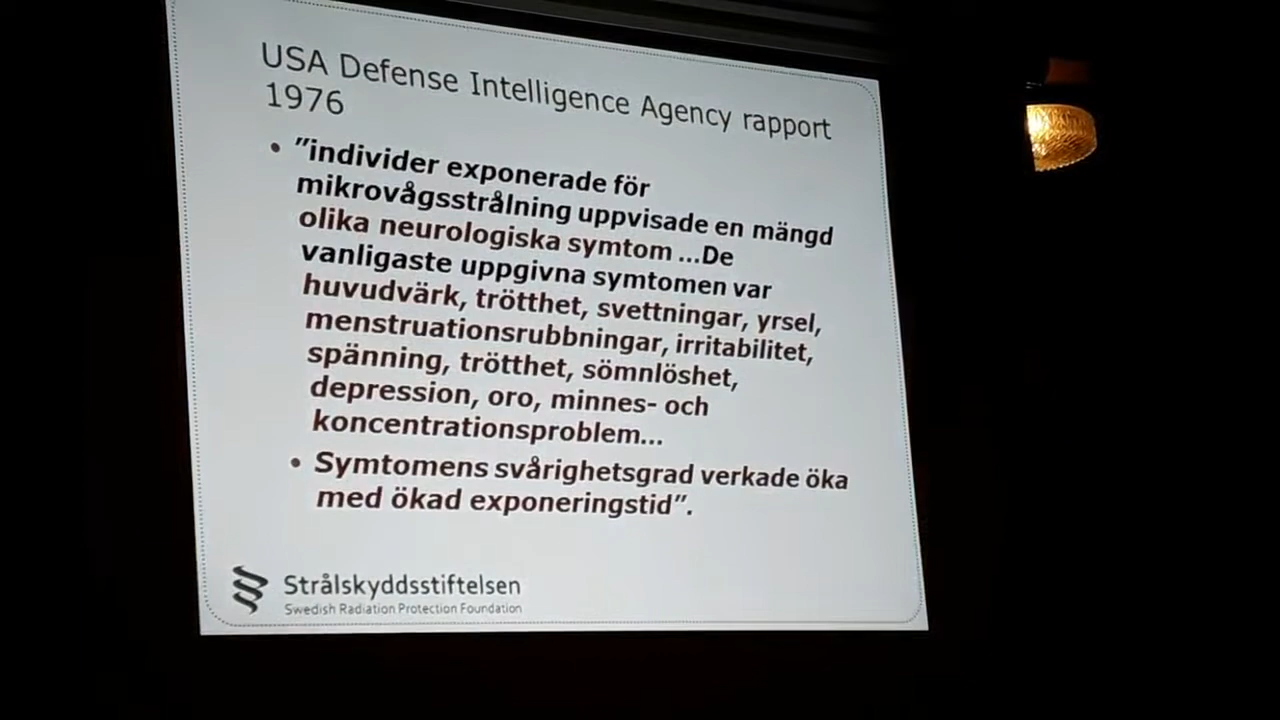 USA Defense Intelligence Agency rapport
1976
• ”individer exponerade för
mikrovågsstrålning uppvisade en mängd
olika neurologiska symtom ...De
vanligaste uppgivna symtomen var
huvudvärk, trötthet, svettningar, yrsel,
menstruationsrubbningar, irritabilitet,
spänning, trötthet, sömnlöshet,
depression, oro, minnes- och
koncentrationsproblem...
• Symtomens svårighetsgrad verkade öka
med ökad exponeringstid”.
Strålskyddsstiftelsen
Swedish Radiation Protection Foundation